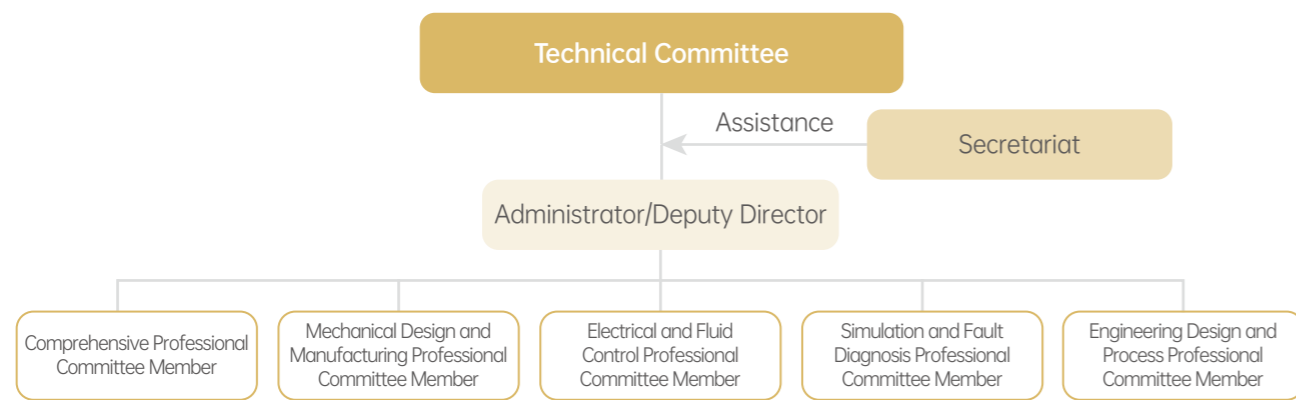 Technical Committee
Assistance
Secretariat
Administrator/Deputy Director
Comprehensive Professional
Committee Member
Mechanical Design and
Manufacturing Professional
Committee Member
Electrical and Fluid
Control Professional
Committee Member
Simulation and Fault
Diagnosis Professional
Committee Member
Engineering Design and
Process Professional
Committee Member